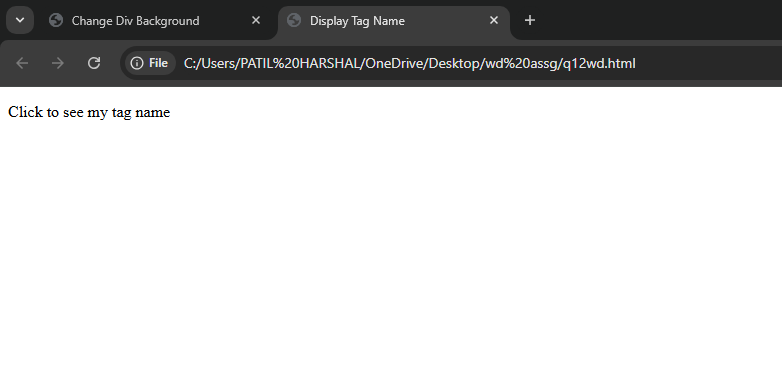 Change Div Background
Display Tag Name
File
C:/Users/PATIL%20HARSHAL/OneDrive/Desktop/wd%20assg/q12wd.html
Click to see my tag name